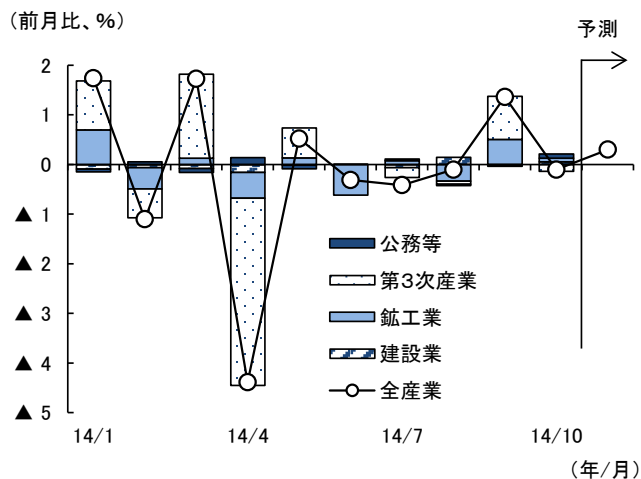 （前月比、％）
予測
2
1
0
▲ 1
▲ 2
▲ 3
▲ 4
▲ 5
公務等
第３次産業
鉱工業
建設業
全産業
14/1
14/4
14/7
14/10
（年/月）